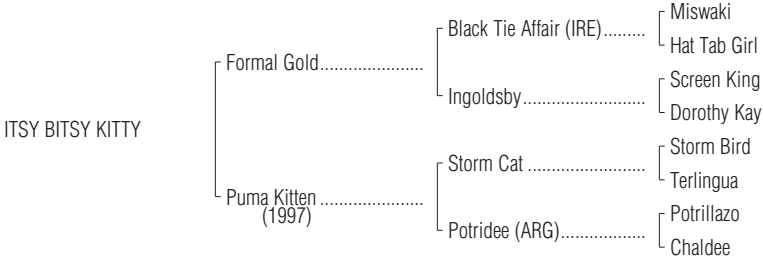 Miswaki
Black Tie Affair (IRE).........
Hat Tab Girl
Formal Gold......................
Screen King
Ingoldsby..........................
Dorothy Kay
ITSY BITSY KITTY
Storm Bird
Storm Cat .........................
Terlingua
Puma Kitten ......................
(1997)
Potrillazo
Potridee (ARG)..................
Chaldee